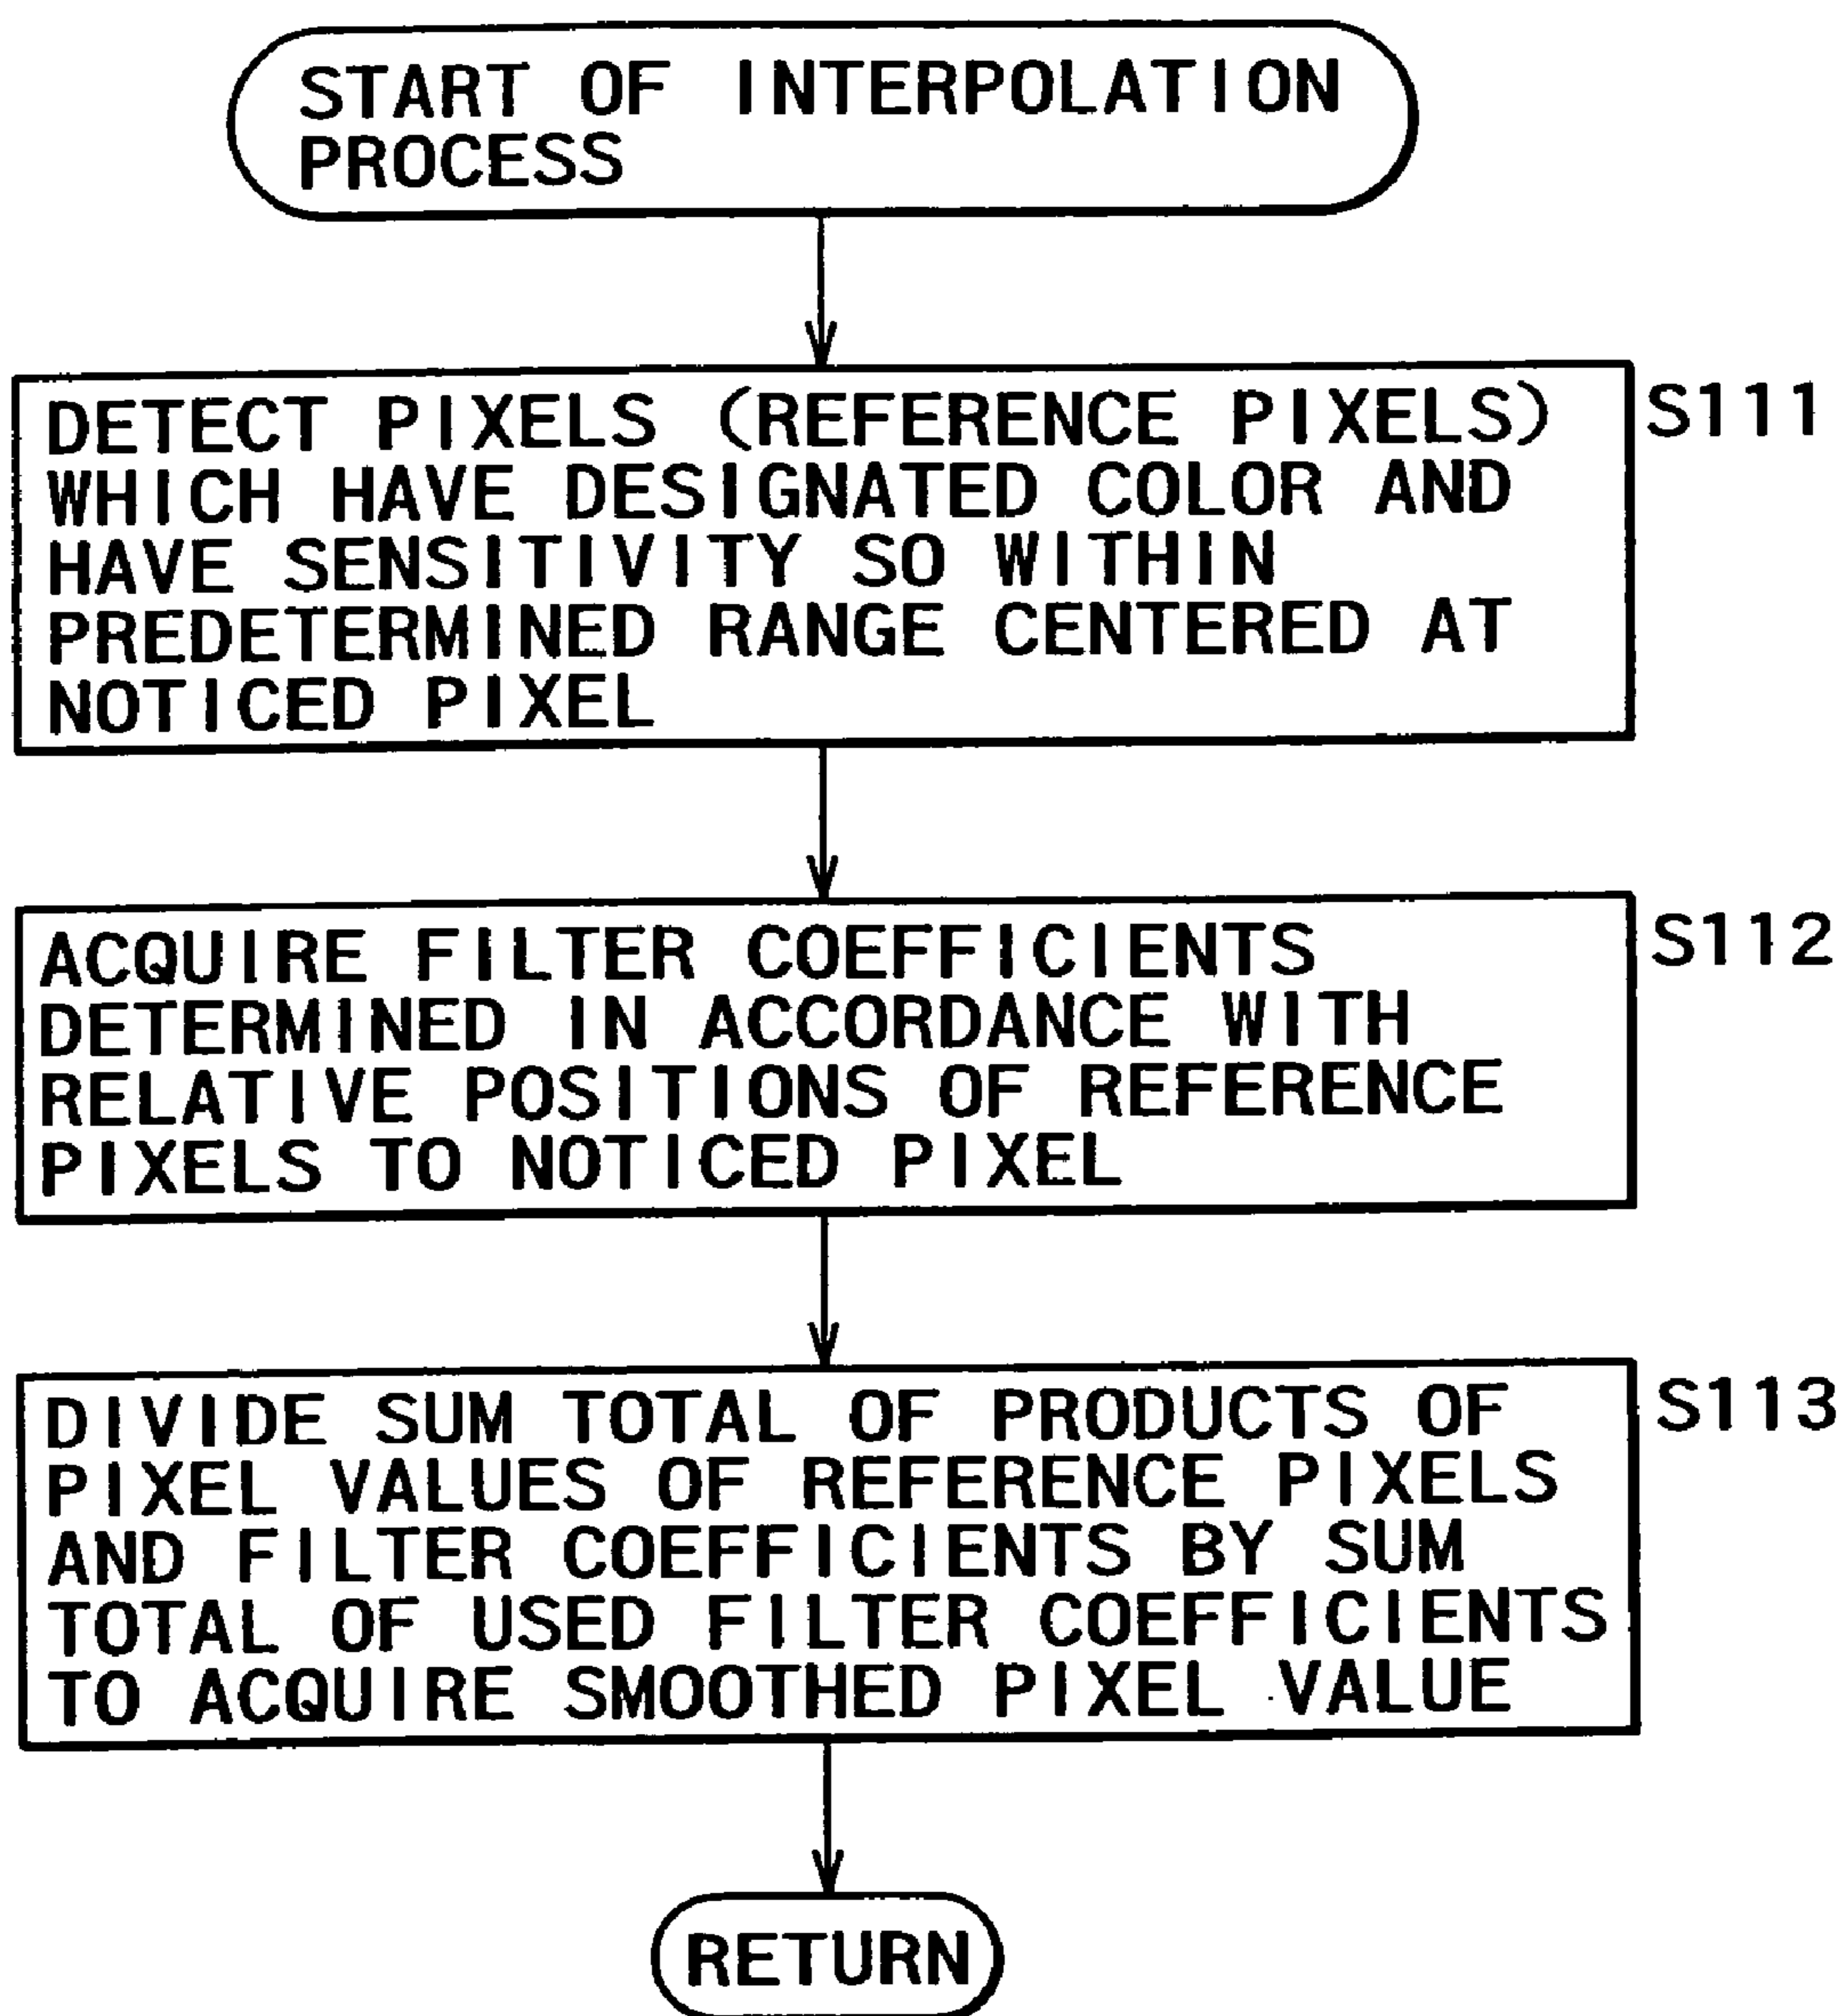 START OF INTERPOLATION
PROCESS
DETECT PIXELS (REFERENCE PIXELS)
WHICH HAVE DESIGNATED COLOR AND
HAVE SENSITIVITY SO WITHIN
PREDETERMINED RANGE CENTERED AT
NOTICED PIXEL
S111
ACQUIRE FILTER COEFFICIENTS
DETERMINED IN ACCORDANCE WITH
RELATIVE POSITIONS OF REFERENCE
PIXELS TO NOTICED PIXEL
S112
DIVIDE SUM TOTAL OF PRODUCTS OF
PIXEL VALUES OF REFERENCE PIXELS
AND FILTER COEFFICIENTS BY SUM
TOTAL OF USED FILTER COEFFICIENTS
TO ACQUIRE SMOOTHED PIXEL VALUE
S113
RETURN